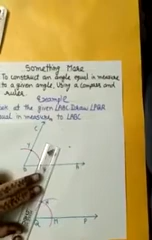 Something More
To construct an angle equal in measure
to a given angle, Using a compass and
ruler
Example
at the given ∠ABC. Draw ∠PQR
equal in measure to ∠ABC
C
B
M
P